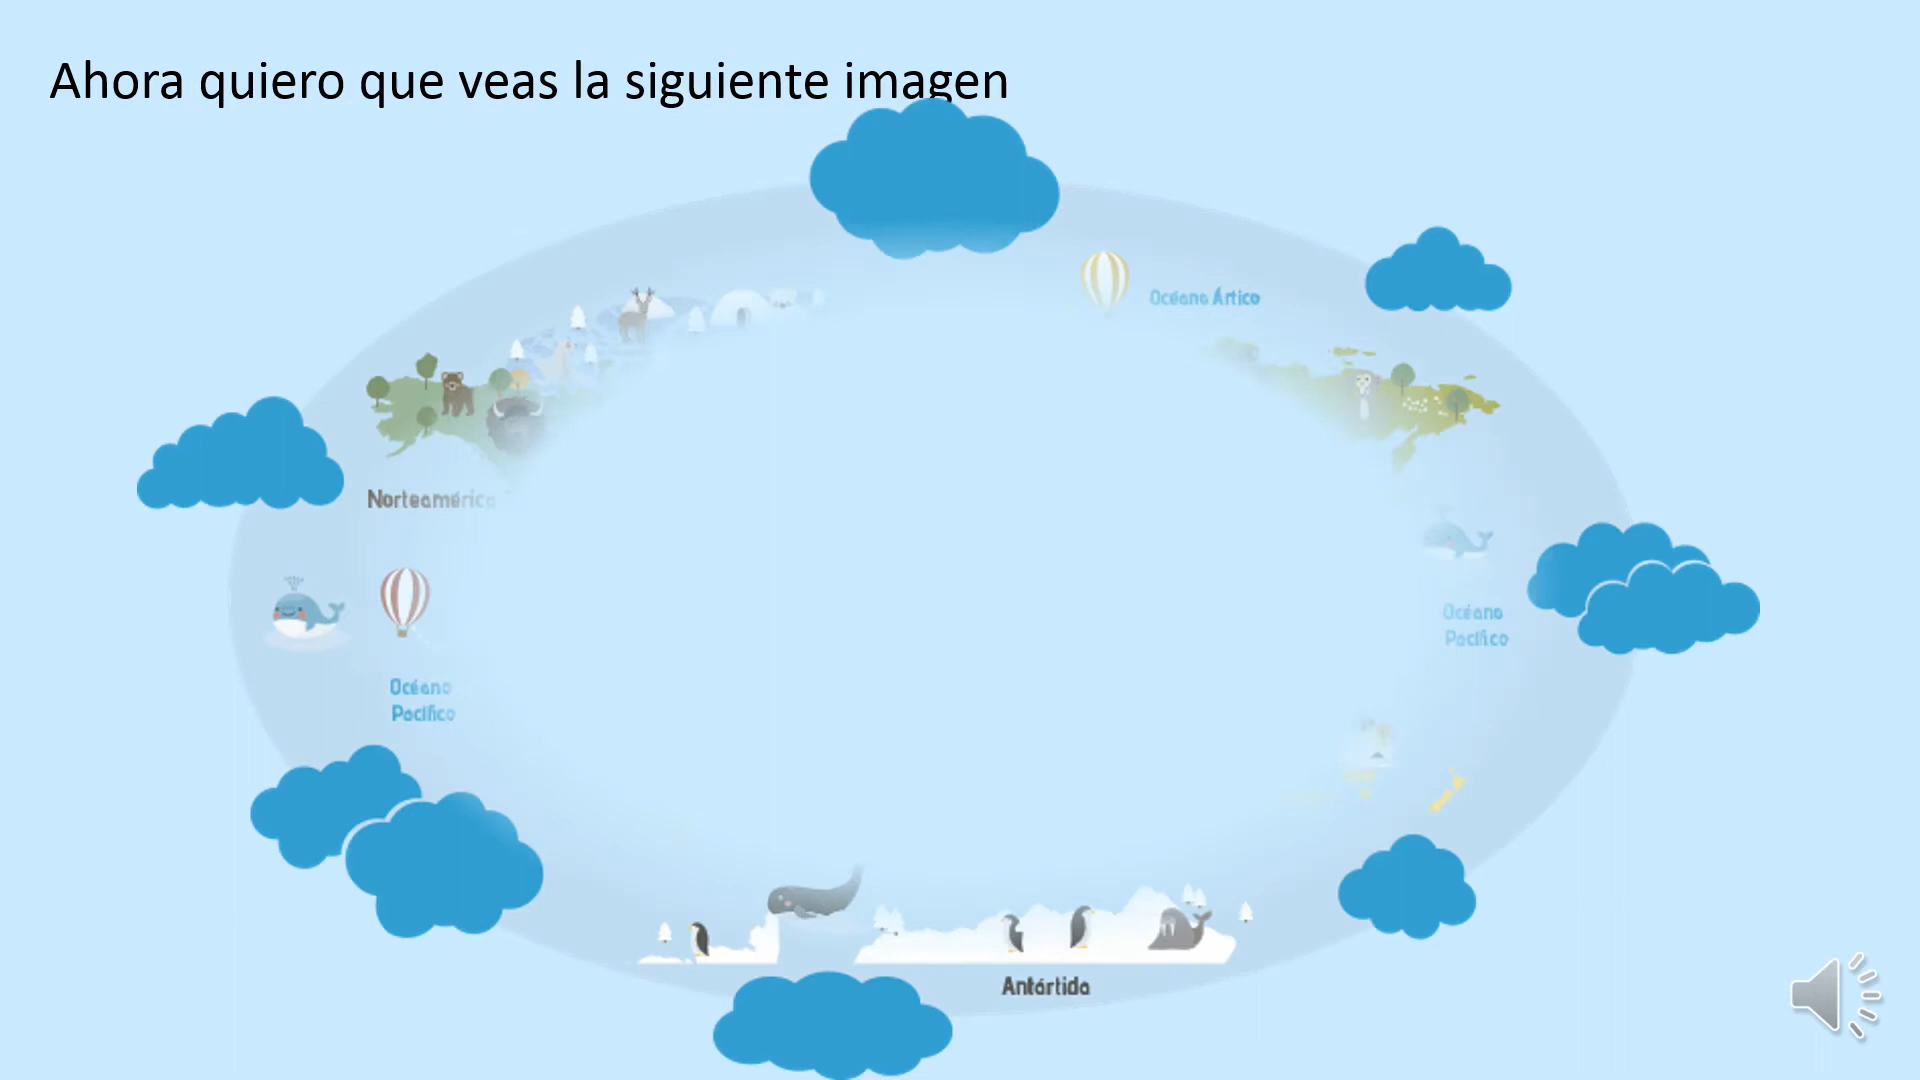 Ahora quiero que veas la siguiente imagen
Océano Ártico
Norteamérica
Océano
Pacífico
Océano
Pacífico
Antártida